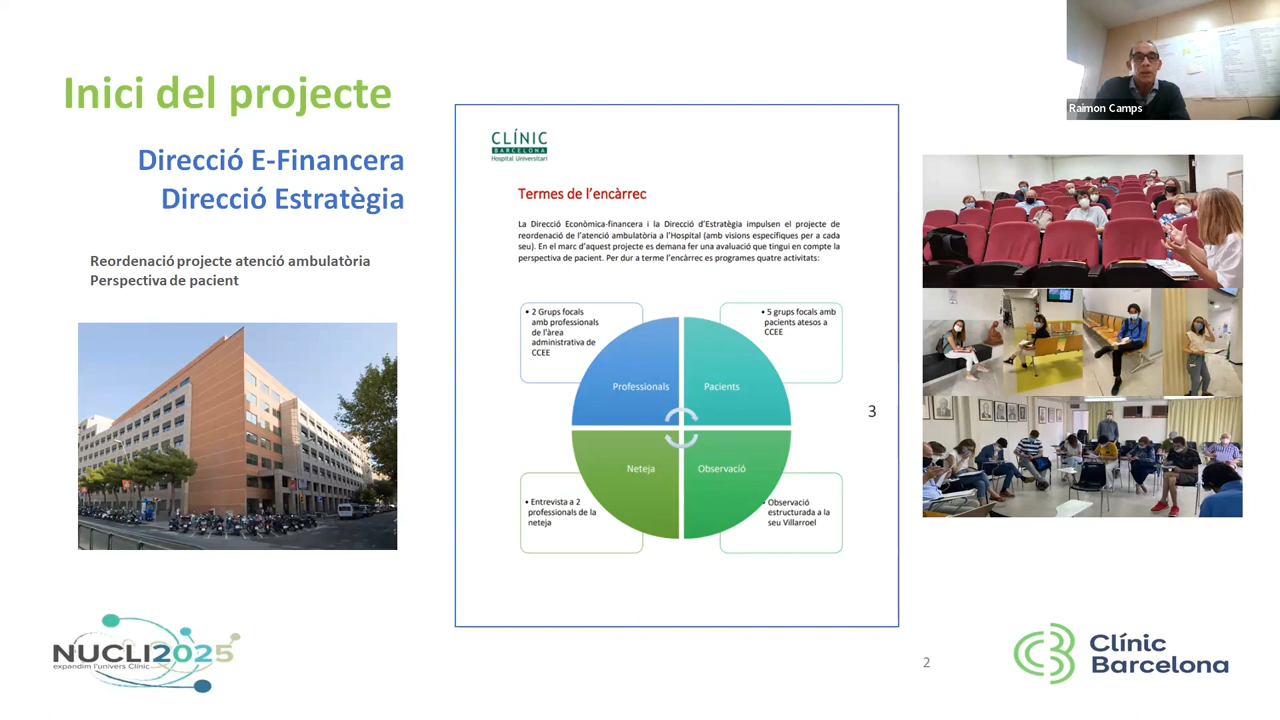 Inici del projecte
Direcció E-Financera
Direcció Estratègia
Reordenació projecte atenció ambulatòria
Perspectiva de pacient
CLÍNIC
BARCELONA
Hospital Universitari
Termes de l'encàrrec
La Direcció Econòmica-financera i la Direcció d'Estratègia impulsen el projecte de
reordenació de l'atenció ambulatòria a l'Hospital (amb visions específiques per a cada
seu). En el marc d'aquest projecte es demana fer una avaluació que tingui en compte la
perspectiva de pacient. Per dur a terme l'encàrrec es programes quatre activitats:
• 2 Grups focals
amb professionals
de l'àrea
administrativa de
CCEE
• 5 grups focals amb
pacients atesos a
CCEE
Professionals
Pacients
Neteja
Observació
• Entrevista a 2
professionals de la
neteja
• Observació
estructurada a la
seu Villarroel
3
Raimon Camps
NUCLI2025
expandim l'univers Clínic
2
Clínic
Barcelona